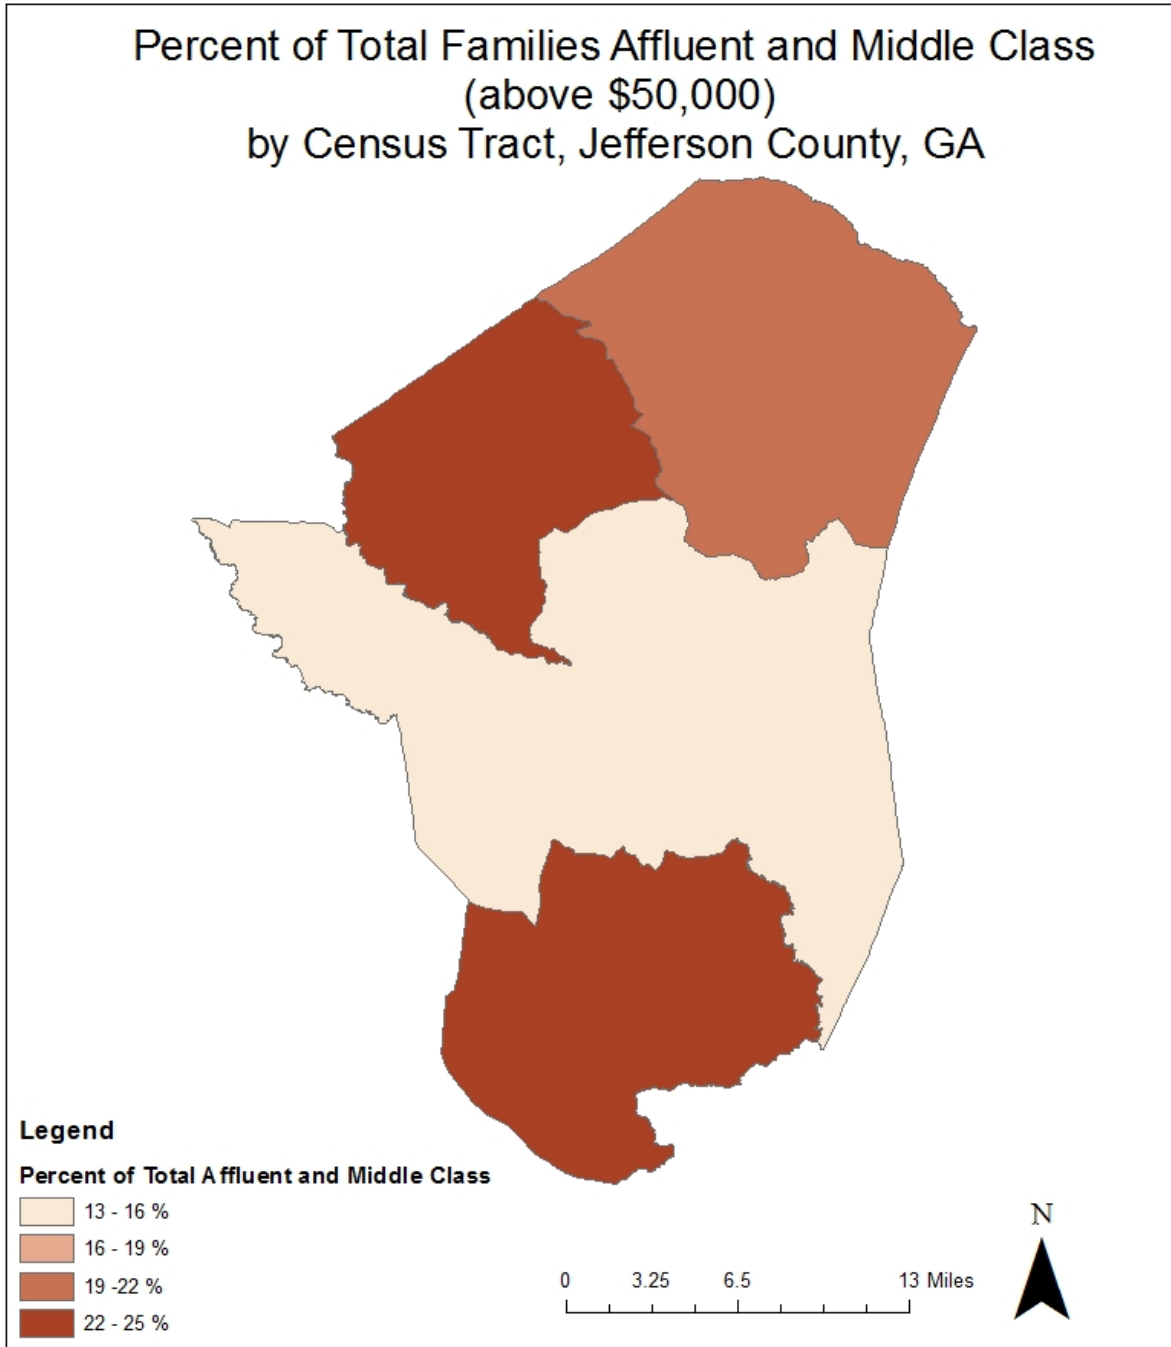 Percent of Total Families Affluent and Middle Class
(above $50,000)
by Census Tract, Jefferson County, GA
Legend
Percent of Total Affluent and Middle Class
13 - 16 %
16 - 19 %
19 -22 %
22 - 25 %
0 3.25 6.5 13 Miles
N